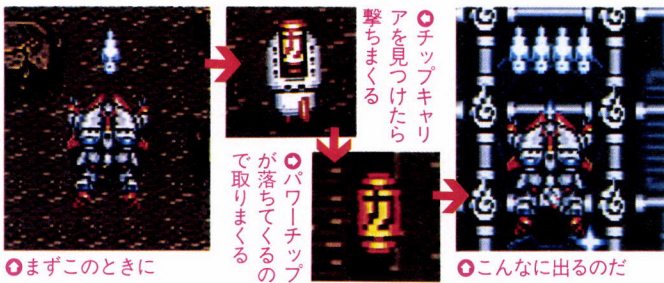 まずこのときに
チップキャリ
アを見つけたら
撃ちまくる
パワーチップ
が落ちてくるの
で取りまくる
こんなに出るのだ